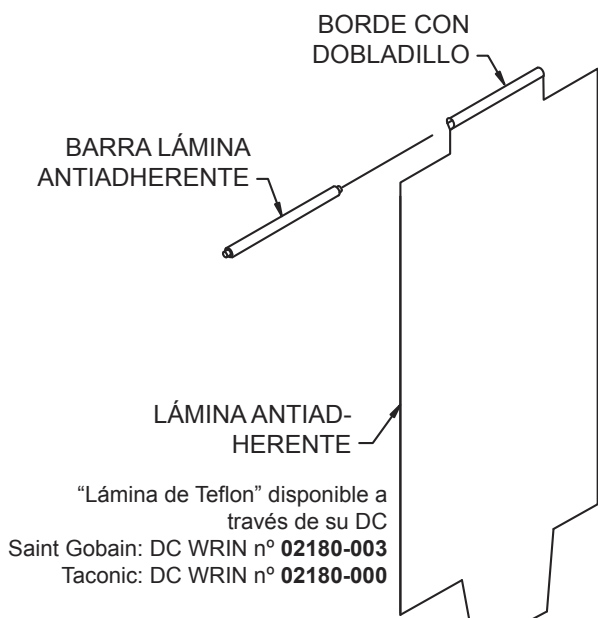 BORDE CON
DOBLADILLO
BARRA LÁMINA
ANTIADHERENTE
LÁMINA ANTIAD-
HERENTE
“Lámina de Teflon” disponible a
través de su DC
Saint Gobain: DC WRIN nº 02180-003
Taconic: DC WRIN nº 02180-000